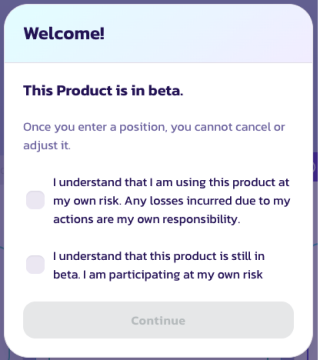 Welcome!
This Product is in beta.
Once you enter a position, you cannot cancel or
adjust it.
I understand that I am using this product at
my own risk. Any losses incurred due to my
actions are my own responsibility.
I understand that this product is still in
beta. I am participating at my own risk
Continue